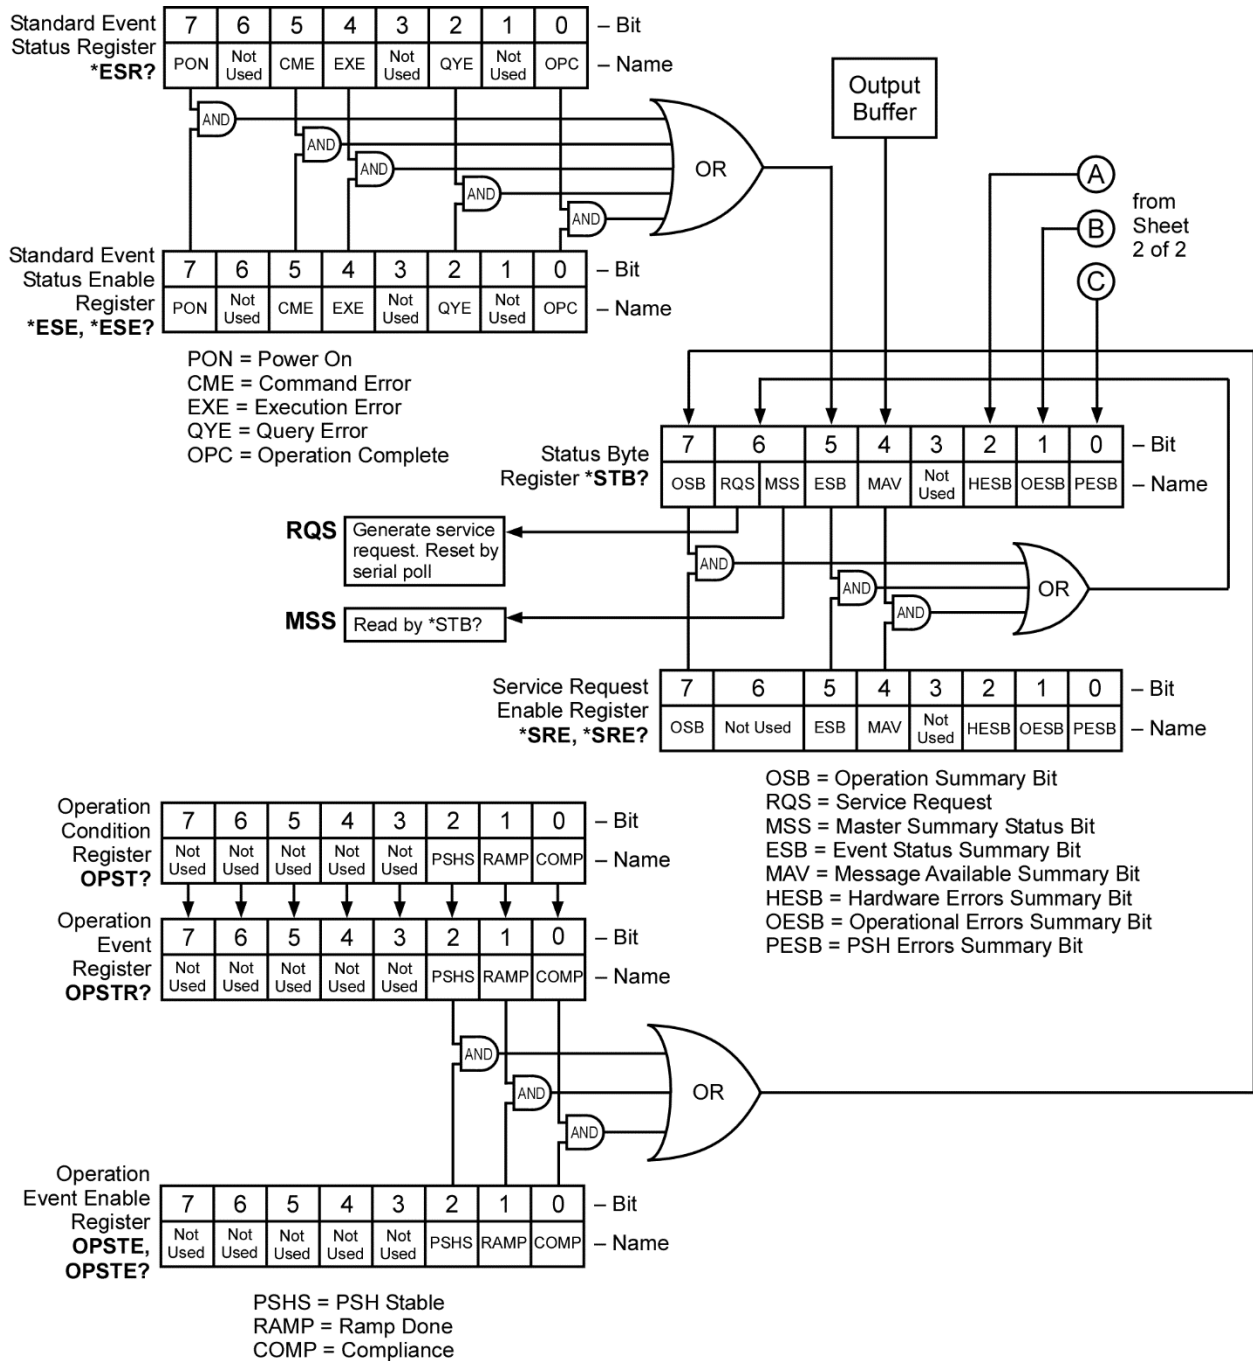 Standard Event
Status Register
*ESR?
7 6 5 4 3 2 1 0 – Bit
PON Not Used CME EXE Not Used QYE Not Used OPC – Name
AND
AND
AND
AND
AND
OR
Output
Buffer
A
B
C
from
Sheet
2 of 2
Standard Event
Status Enable
Register
*ESE, *ESE?
7 6 5 4 3 2 1 0 – Bit
PON Not Used CME EXE Not Used QYE Not Used OPC – Name
PON = Power On
CME = Command Error
EXE = Execution Error
QYE = Query Error
OPC = Operation Complete
Status Byte
Register *STB?
7 6 5 4 3 2 1 0 – Bit
OSB RQS MSS ESB MAV Not Used HESB OESB PESB – Name
RQS
Generate service
request. Reset by
serial poll
MSS
Read by *STB?
AND
AND
AND
OR
Service Request
Enable Register
*SRE, *SRE?
7 6 5 4 3 2 1 0 – Bit
OSB Not Used ESB MAV Not Used HESB OESB PESB – Name
OSB = Operation Summary Bit
RQS = Service Request
MSS = Master Summary Status Bit
ESB = Event Status Summary Bit
MAV = Message Available Summary Bit
HESB = Hardware Errors Summary Bit
OESB = Operational Errors Summary Bit
PESB = PSH Errors Summary Bit
Operation
Condition
Register
OPST?
7 6 5 4 3 2 1 0 – Bit
Not Used Not Used Not Used Not Used Not Used PSHS RAMP COMP – Name
Operation
Event
Register
OPSTR?
7 6 5 4 3 2 1 0 – Bit
Not Used Not Used Not Used Not Used Not Used PSHS RAMP COMP – Name
AND
AND
AND
OR
Operation
Event Enable
Register
OPSTE,
OPSTE?
7 6 5 4 3 2 1 0 – Bit
Not Used Not Used Not Used Not Used Not Used PSHS RAMP COMP – Name
PSHS = PSH Stable
RAMP = Ramp Done
COMP = Compliance